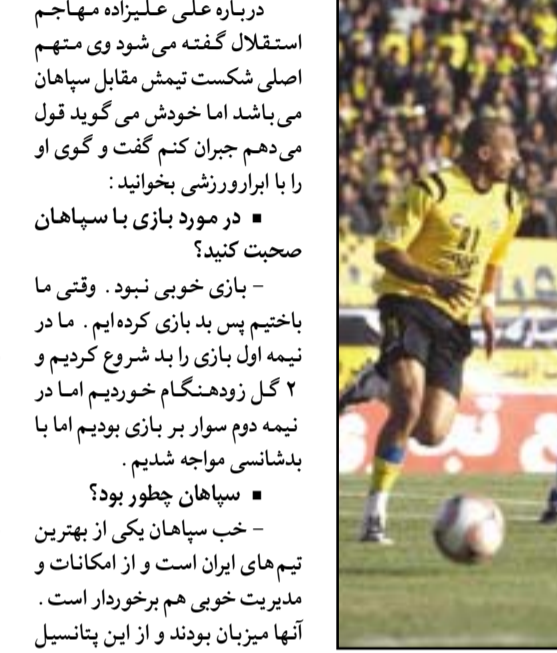 درباره علی علیزاده مهاجم
استقلال گفته می شود وی متهم
اصلی شکست تیمش مقابل سپاهان
می باشد اما خودش می گوید قول
می دهم جبران کنم گفت و گوی او
را با ابرارورزشی بخوانید :
▪ در مورد بازی با سپاهان
صحبت کنید؟
– بازی خوبی نبود . وقتی ما
باختیم پس بد بازی کرده ایم . ما در
نیمه اول بازی را بد شروع کردیم و
۲ گل زودهنگام خوردیم اما در
نیمه دوم سوار بر بازی بودیم اما با
بدشانسی مواجه شدیم .
▪ سپاهان چطور بود؟
– خب سپاهان یکی از بهترین
تیم های ایران است و از امکانات و
مدیریت خوبی هم برخوردار است .
آنها میزبان بودند و از این پتانسیل
21